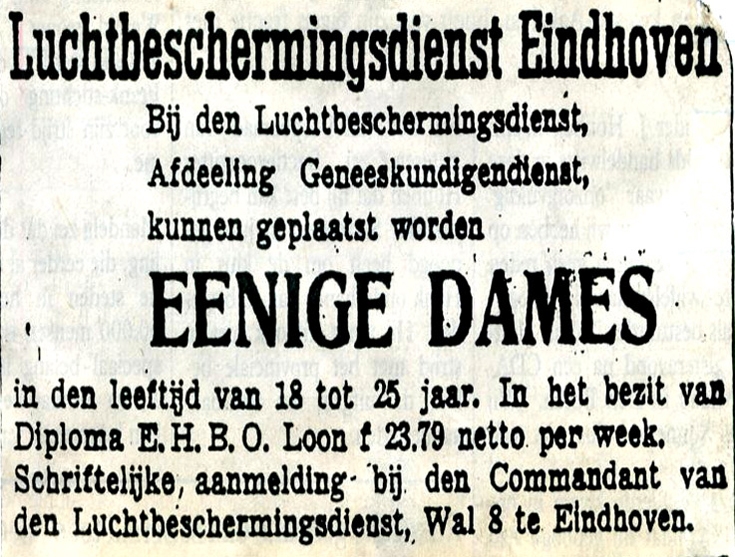 Luchtbeschermingsdienst Eindhoven
Bij den Luchtbeschermingsdienst,
Afdeeling Geneeskundigendienst,
kunnen geplaatst worden
EENIGE DAMES
in den leeftijd van 18 tot 25 jaar. In het bezit van
Diploma E. H. B. O. Loon f 23.79 netto per week.
Schriftelijke, aanmelding bij den Commandant van
den Luchtbeschermingsdienst, Wal 8 te Eindhoven.